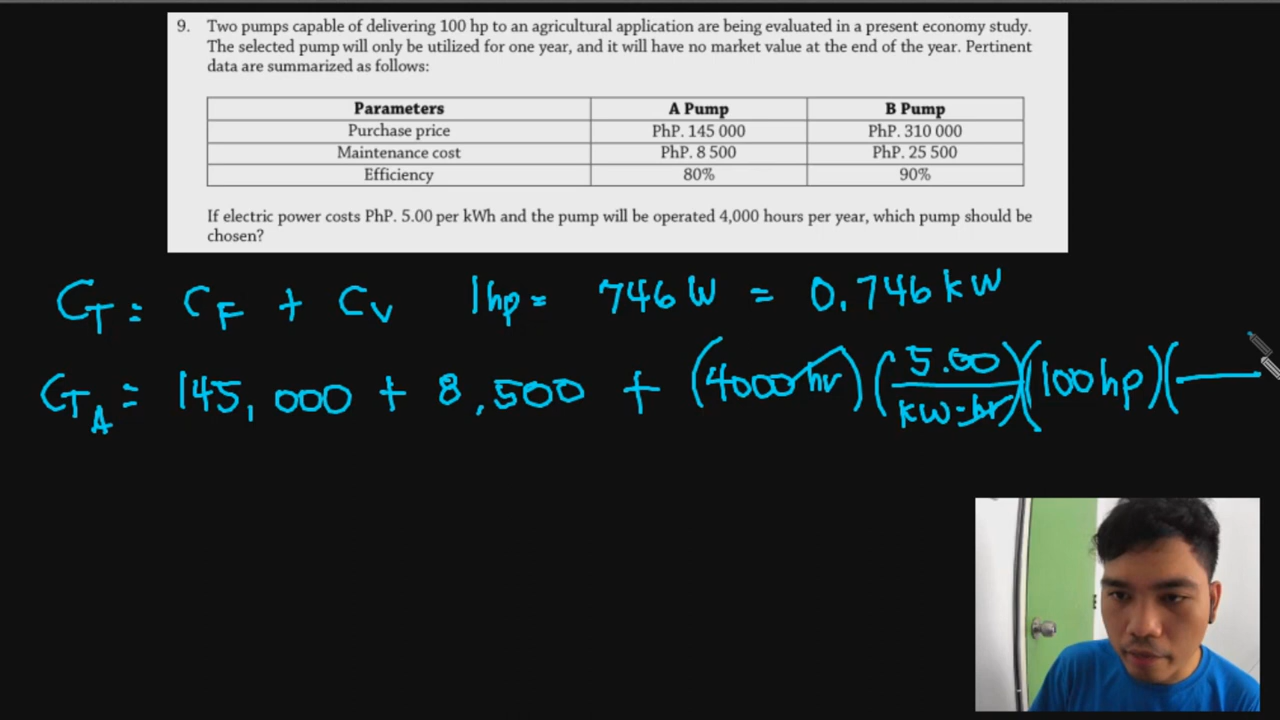 9. Two pumps capable of delivering 100 hp to an agricultural application are being evaluated in a present economy study.
The selected pump will only be utilized for one year, and it will have no market value at the end of the year. Pertinent
data are summarized as follows:
Parameters A Pump B Pump
Purchase price PhP. 145 000 PhP. 310 000
Maintenance cost PhP. 8 500 PhP. 25 500
Efficiency 80% 90%
If electric power costs PhP. 5.00 per kWh and the pump will be operated 4,000 hours per year, which pump should be
chosen?
CT = CF + CV 1hp = 746 W = 0.746 kW
CTA = 145,000 + 8,500 + (4000 hr) (5.00/kW-hr) (100 hp) (